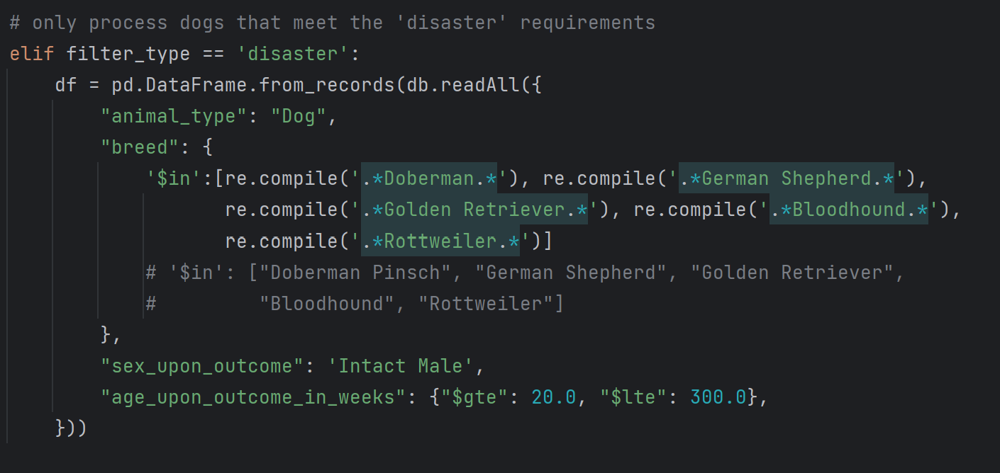 # only process dogs that meet the 'disaster' requirements
elif filter_type == 'disaster':
    df = pd.DataFrame.from_records(db.readAll({
        "animal_type": "Dog",
        "breed": {
            '$in':[re.compile('.*Doberman.*'), re.compile('.*German Shepherd.*'),
                   re.compile('.*Golden Retriever.*'), re.compile('.*Bloodhound.*'),
                   re.compile('.*Rottweiler.*')]
            # '$in': ["Doberman Pinsch", "German Shepherd", "Golden Retriever",
            #         "Bloodhound", "Rottweiler"]
        },
        "sex_upon_outcome": 'Intact Male',
        "age_upon_outcome_in_weeks": {"$gte": 20.0, "$lte": 300.0},
    }))